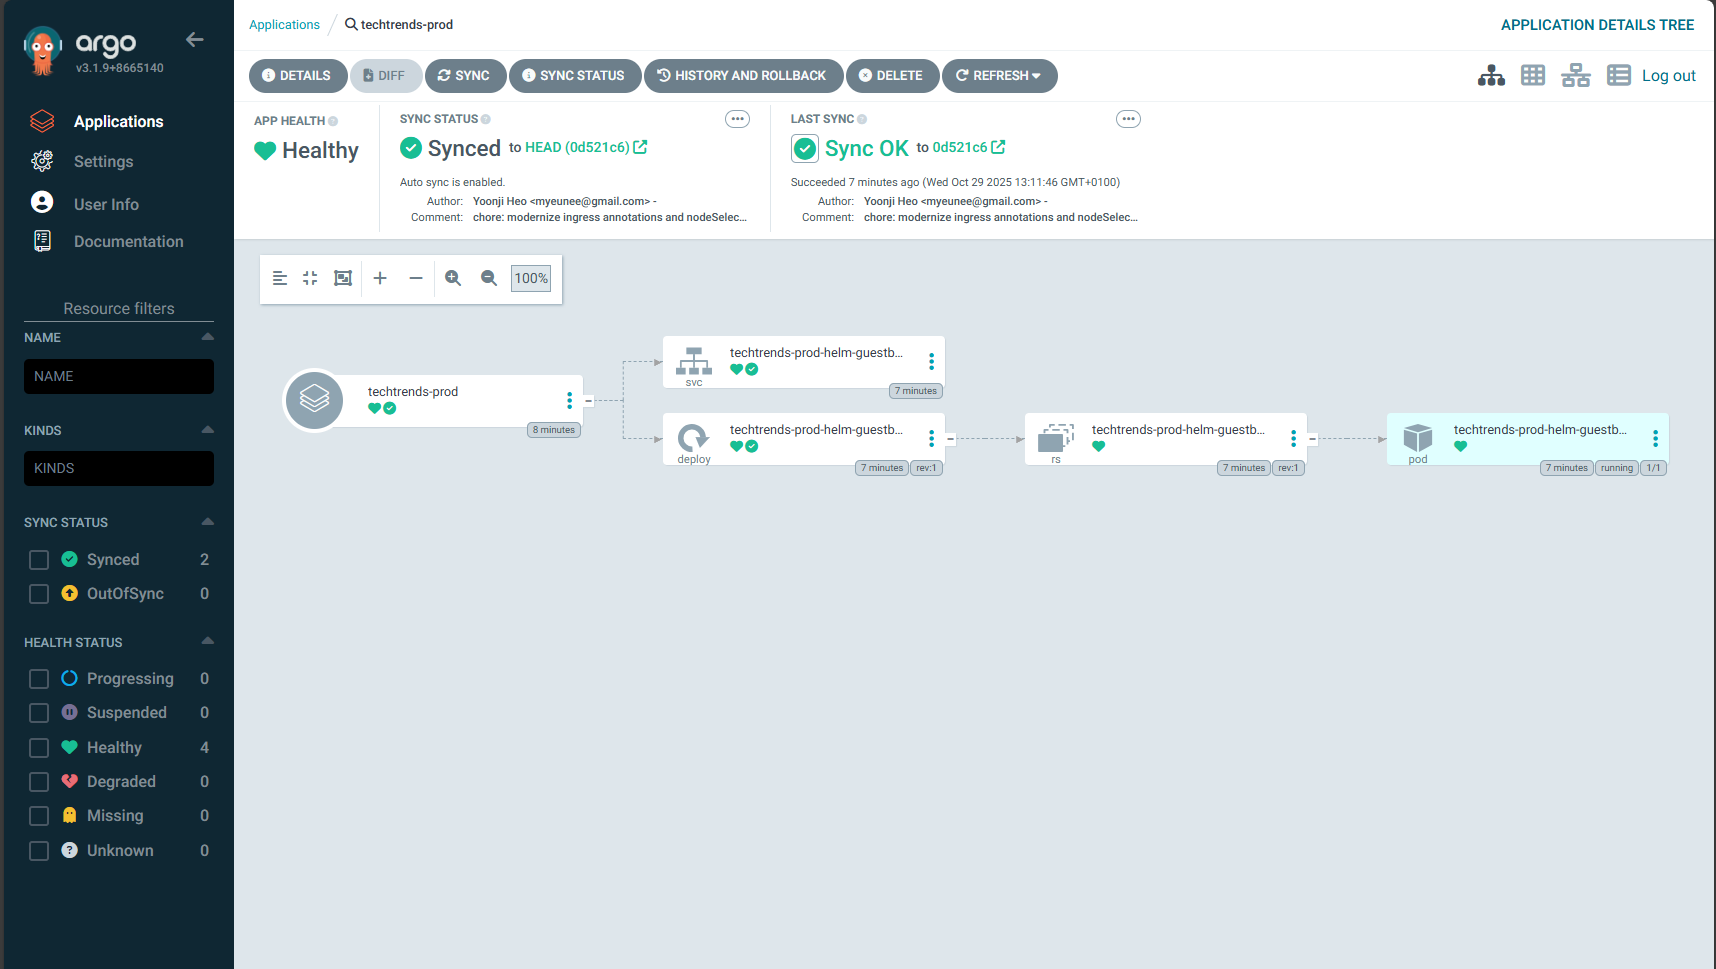 argo
v3.1.9+8665140
Applications
Settings
User Info
Documentation
Resource filters
NAME
NAME
KINDS
KINDS
SYNC STATUS
Synced 2
OutOfSync 0
HEALTH STATUS
Progressing 0
Suspended 0
Healthy 4
Degraded 0
Missing 0
Unknown 0
Applications / techtrends-prod
APPLICATION DETAILS TREE
DETAILS DIFF SYNC SYNC STATUS HISTORY AND ROLLBACK DELETE REFRESH
Log out
APP HEALTH
Healthy
SYNC STATUS
Synced to HEAD (0d521c6)
Auto sync is enabled.
Author: Yoonji Heo <myeunee@gmail.com> -
Comment: chore: modernize ingress annotations and nodeSelec...
LAST SYNC
Sync OK to 0d521c6
Succeeded 7 minutes ago (Wed Oct 29 2025 13:11:46 GMT+0100)
Author: Yoonji Heo <myeunee@gmail.com> -
Comment: chore: modernize ingress annotations and nodeSelec...
100%
techtrends-prod
8 minutes
techtrends-prod-helm-guestb...
svc
7 minutes
techtrends-prod-helm-guestb...
deploy
7 minutes rev:1
techtrends-prod-helm-guestb...
rs
7 minutes rev:1
techtrends-prod-helm-guestb...
pod
7 minutes running 1/1